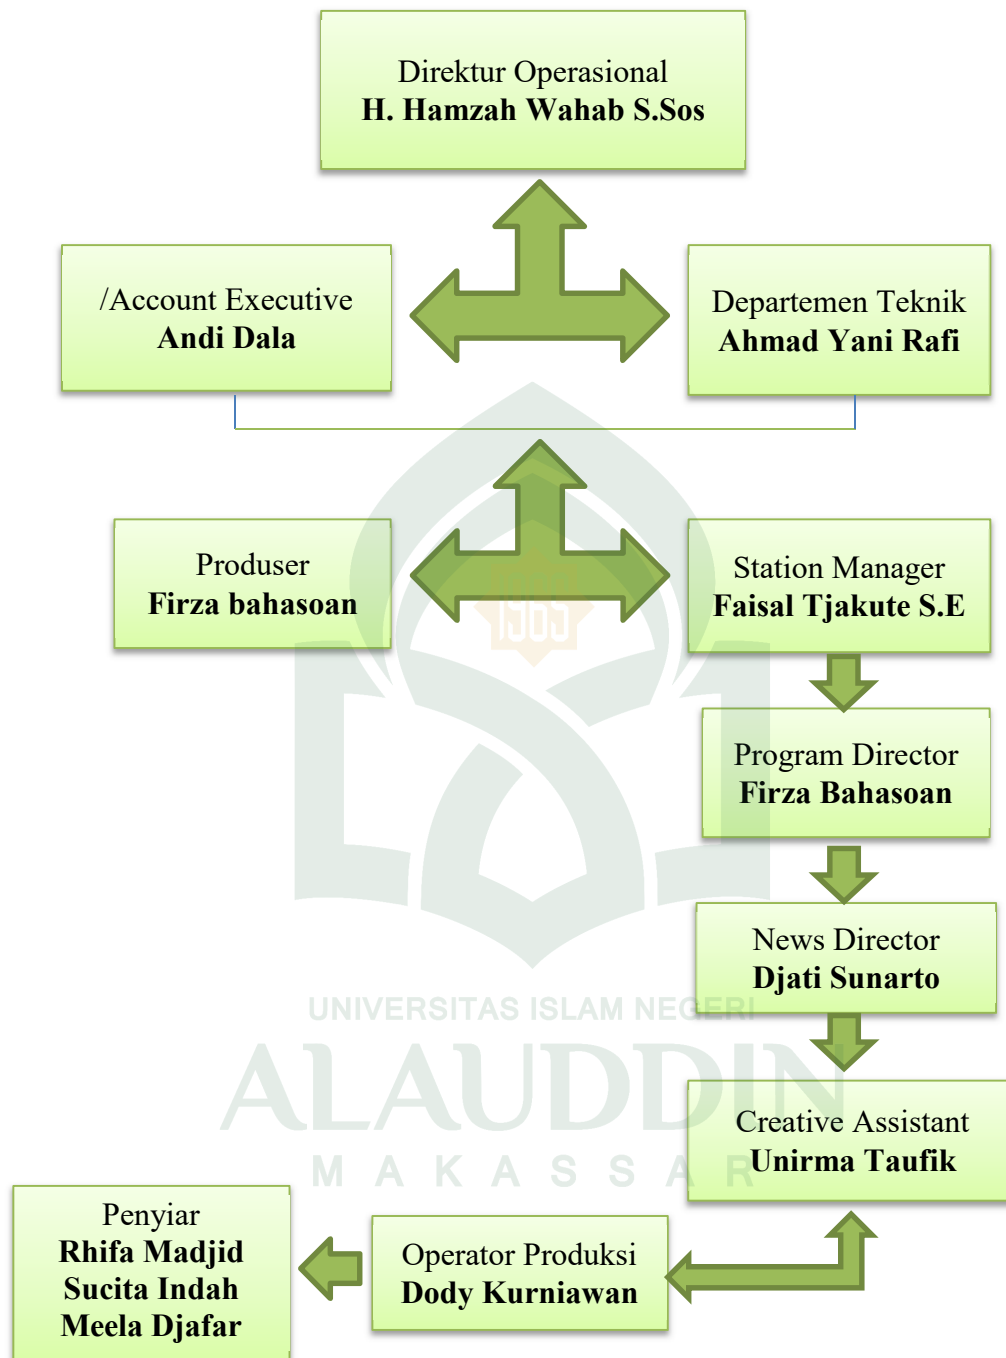 Direktur Operasional
H. Hamzah Wahab S.Sos
/Account Executive
Andi Dala
Departemen Teknik
Ahmad Yani Rafi
Produser
Firza bahasoan
1965
Station Manager
Faisal Tjakute S.E
Program Director
Firza Bahasoan
News Director
Djati Sunarto
UNIVERSITAS ISLAM NEGERI
ALAUDDIN
MAKASSAR
Creative Assistant
Unirma Taufik
Penyiar
Rhifa Madjid
Sucita Indah
Meela Djafar
Operator Produksi
Dody Kurniawan